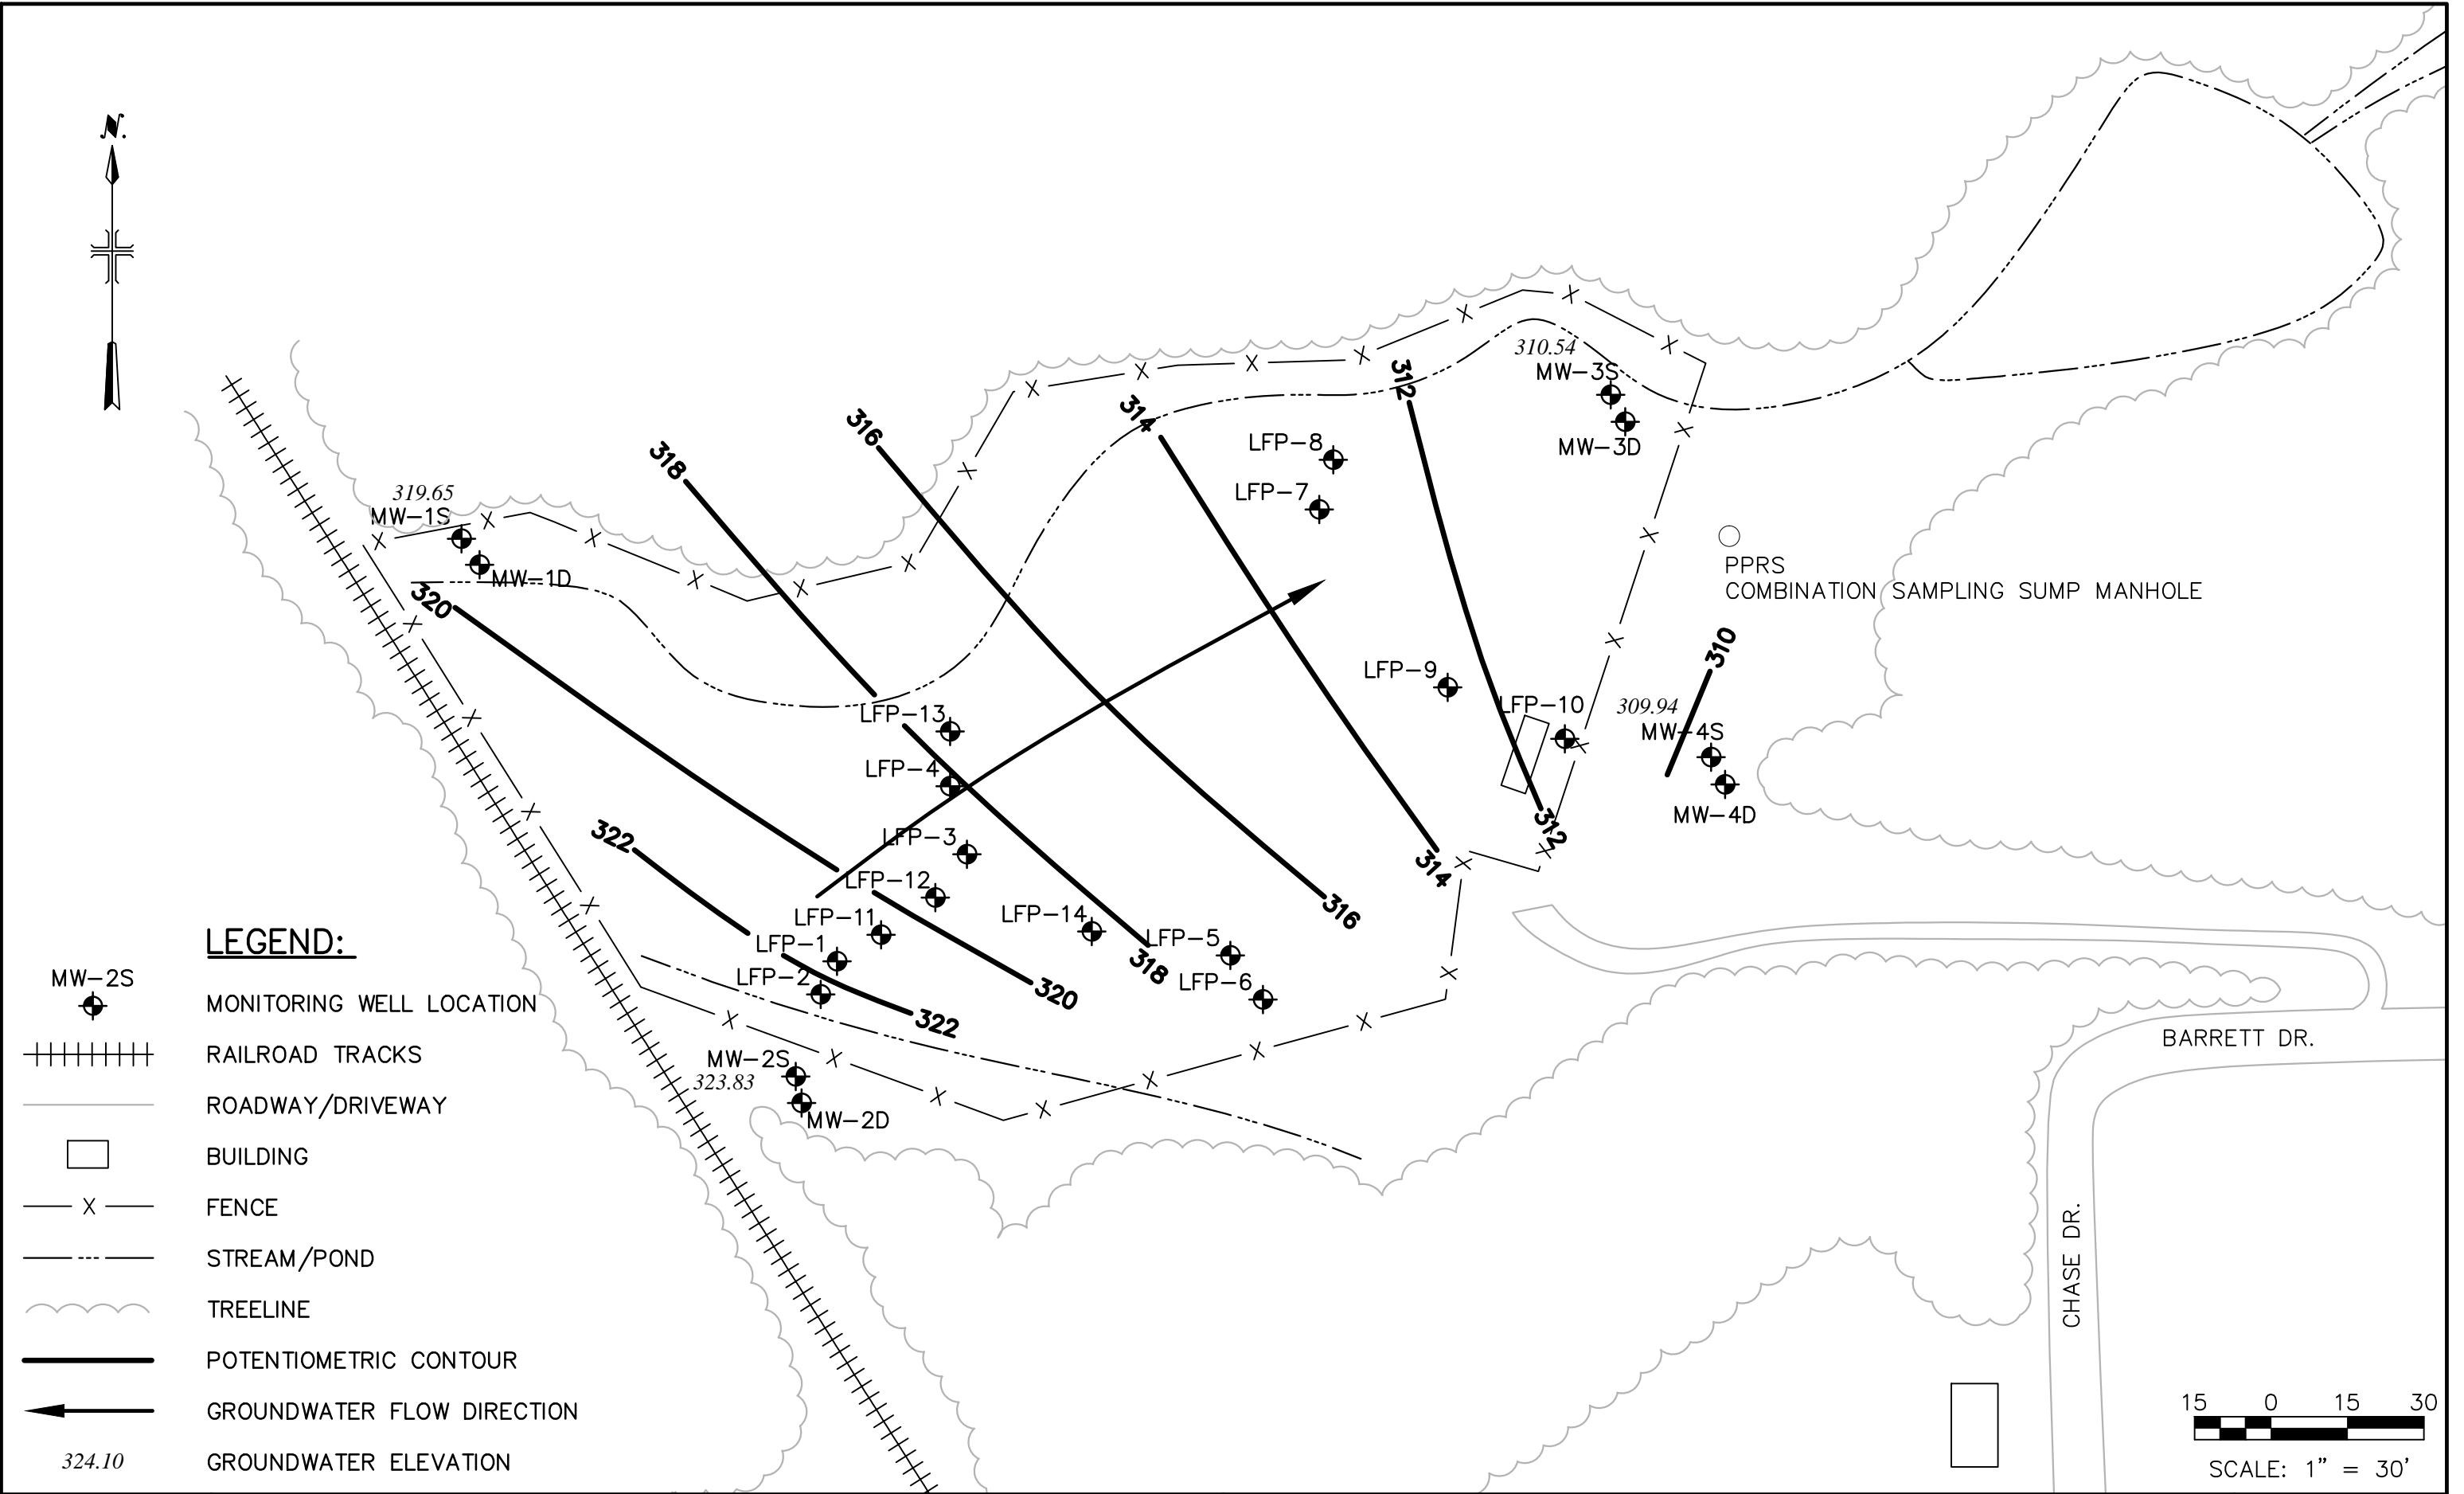 N.
310.54
MW-3S
MW-3D
312
314
316
318
LFP-8
LFP-7
319.65
MW-1S
MW-1D
320
PPRS
COMBINATION SAMPLING SUMP MANHOLE
310
LFP-9
LFP-10
309.94
MW-4S
MW-4D
LFP-13
LFP-4
322
LFP-3
312
314
LFP-12
LFP-11
LFP-14
316
LFP-1
LFP-5
318
LFP-2
LFP-6
320
322
MW-2S
323.83
MW-2D
BARRETT DR.
CHASE DR.
LEGEND:
MW-2S
MONITORING WELL LOCATION
RAILROAD TRACKS
ROADWAY/DRIVEWAY
BUILDING
X FENCE
STREAM/POND
TREELINE
POTENTIOMETRIC CONTOUR
GROUNDWATER FLOW DIRECTION
324.10 GROUNDWATER ELEVATION
15 0 15 30
SCALE: 1" = 30'